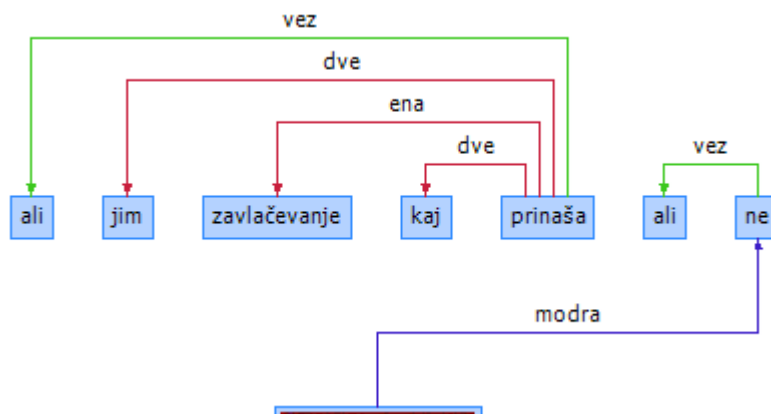 vez
dve
ena
dve
vez
ali jim zavlačevanje kaj prinaša ali ne
modra